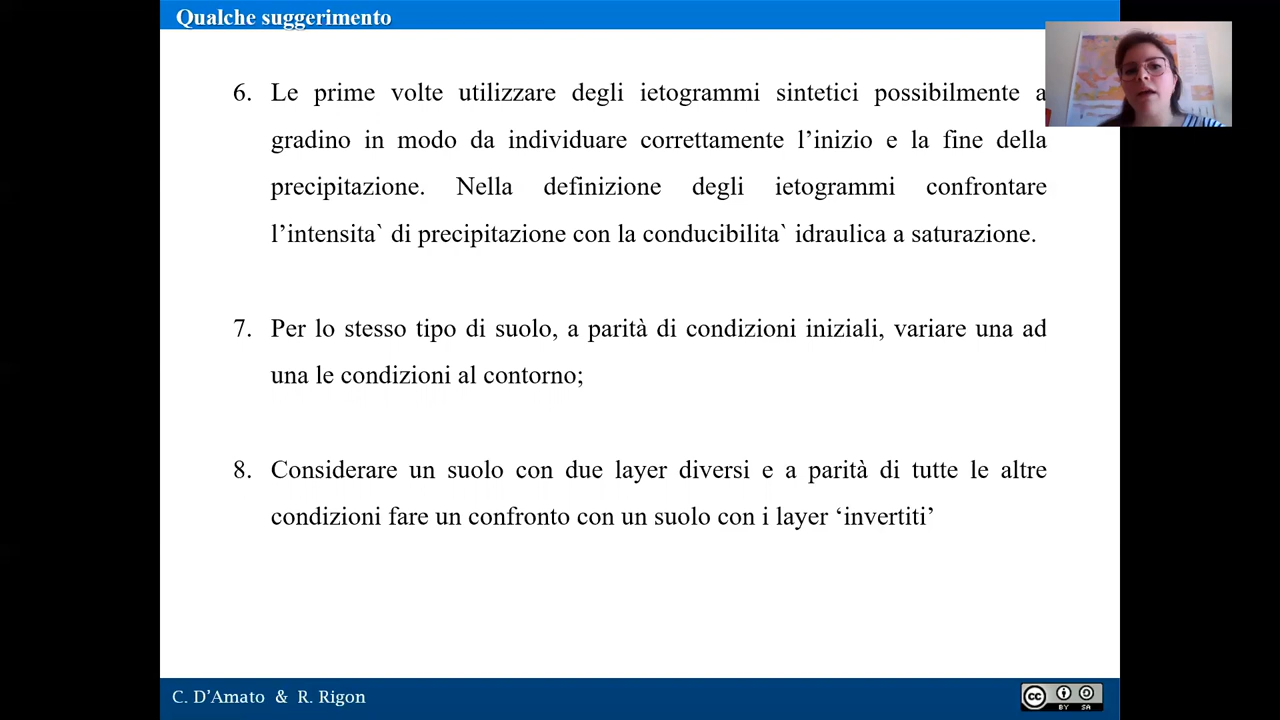 Qualche suggerimento
6. Le prime volte utilizzare degli ietogrammi sintetici possibilmente a
gradino in modo da individuare correttamente l’inizio e la fine della
precipitazione. Nella definizione degli ietogrammi confrontare
l’intensita` di precipitazione con la conducibilita` idraulica a saturazione.
7. Per lo stesso tipo di suolo, a parità di condizioni iniziali, variare una ad
una le condizioni al contorno;
8. Considerare un suolo con due layer diversi e a parità di tutte le altre
condizioni fare un confronto con un suolo con i layer ‘invertiti’
C. D’Amato & R. Rigon
cc BY SA